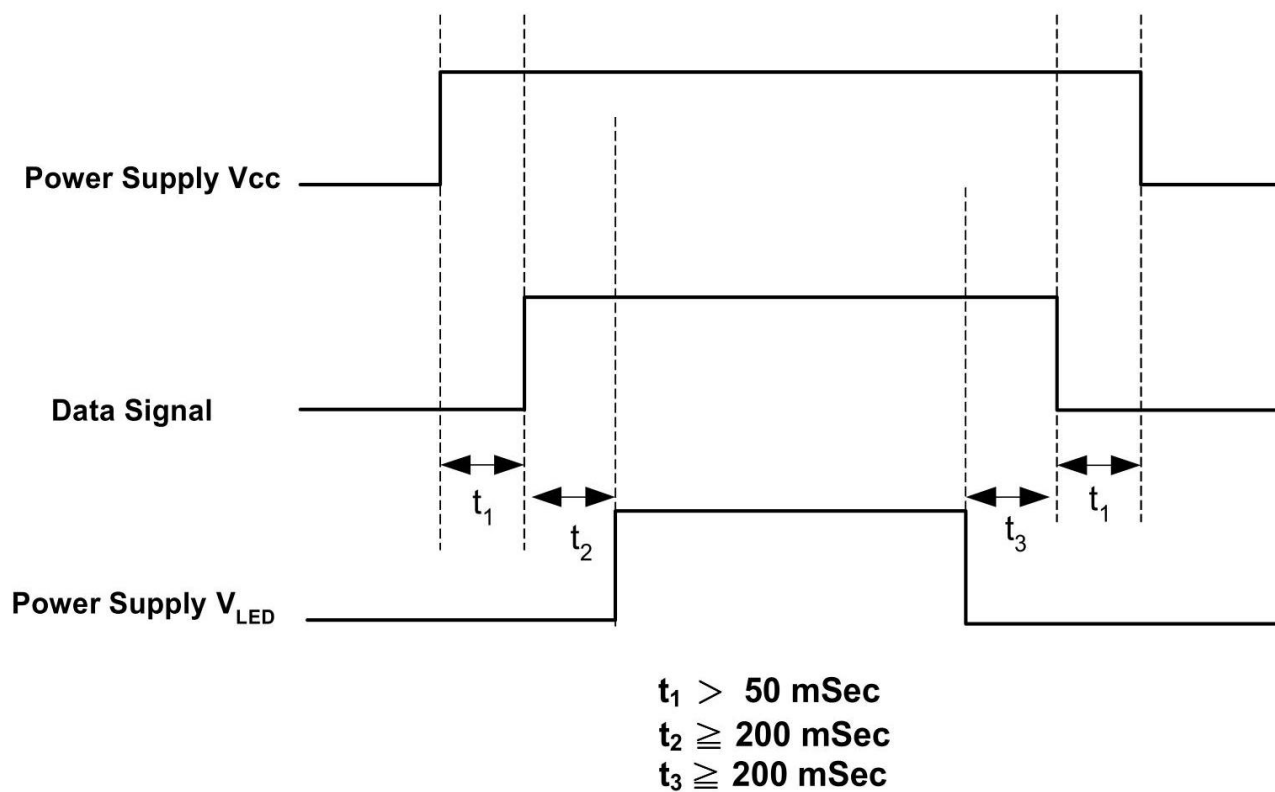 Power Supply Vcc
Data Signal
t₁
t₂
t₃
t₁
Power Supply V_LED
t₁ > 50 mSec
t₂ ≧ 200 mSec
t₃ ≧ 200 mSec